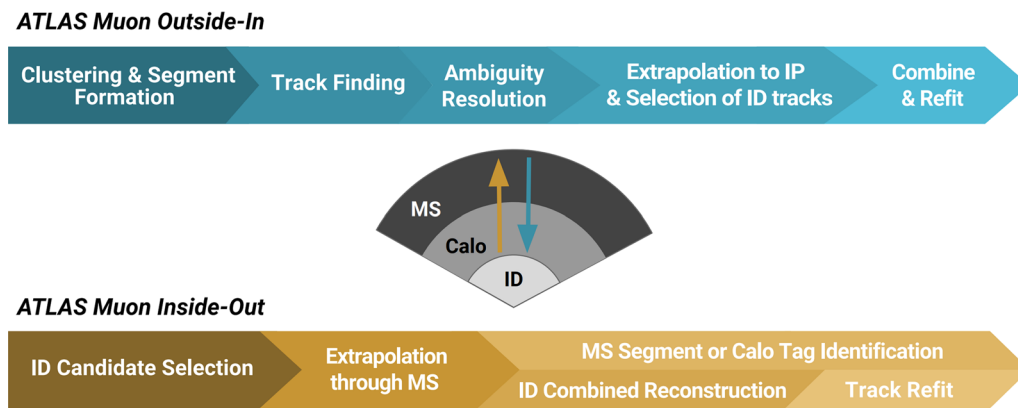 ATLAS Muon Outside-In
Clustering & Segment
Formation
Track Finding
Ambiguity
Resolution
Extrapolation to IP
& Selection of ID tracks
Combine
& Refit
MS
Calo
ID
ATLAS Muon Inside-Out
ID Candidate Selection
Extrapolation
through MS
MS Segment or Calo Tag Identification
ID Combined Reconstruction
Track Refit